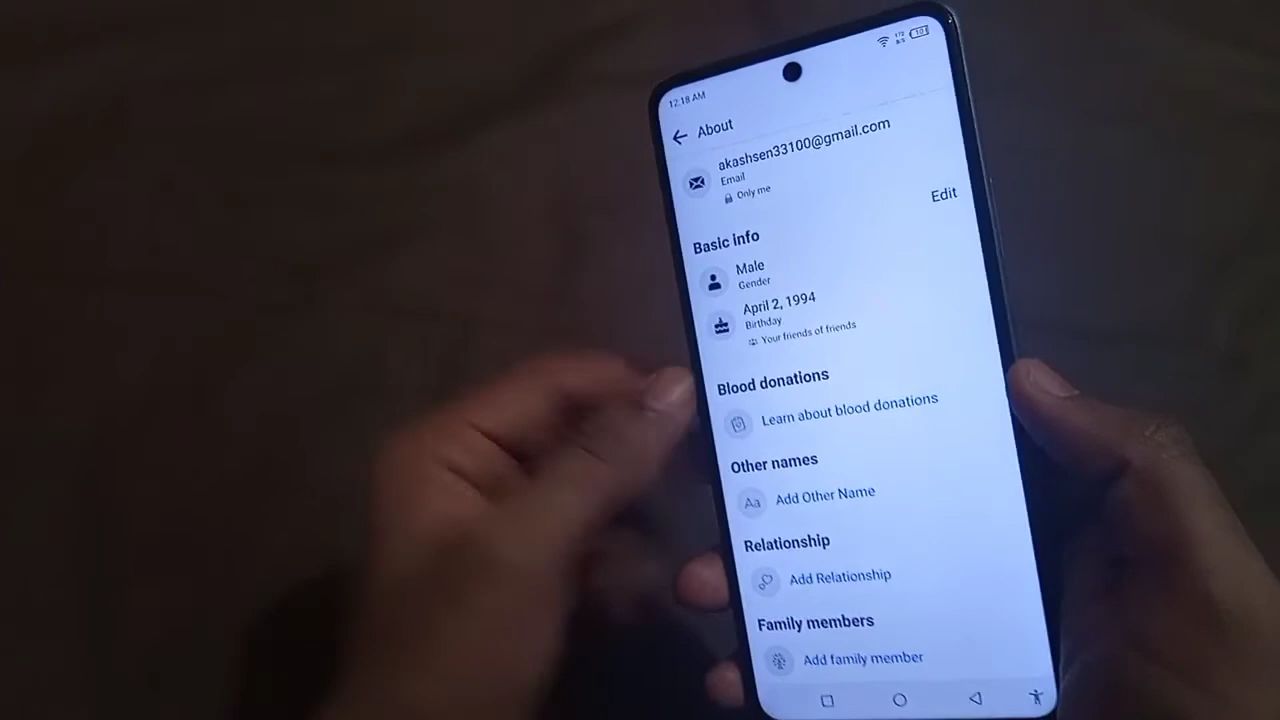 12:18 AM
About
akashsen33100@gmail.com
Email
Only me
Edit
Basic info
Male
Gender
April 2, 1994
Birthday
Your friends of friends
Blood donations
Learn about blood donations
Other names
Aa Add Other Name
Relationship
Add Relationship
Family members
Add family member